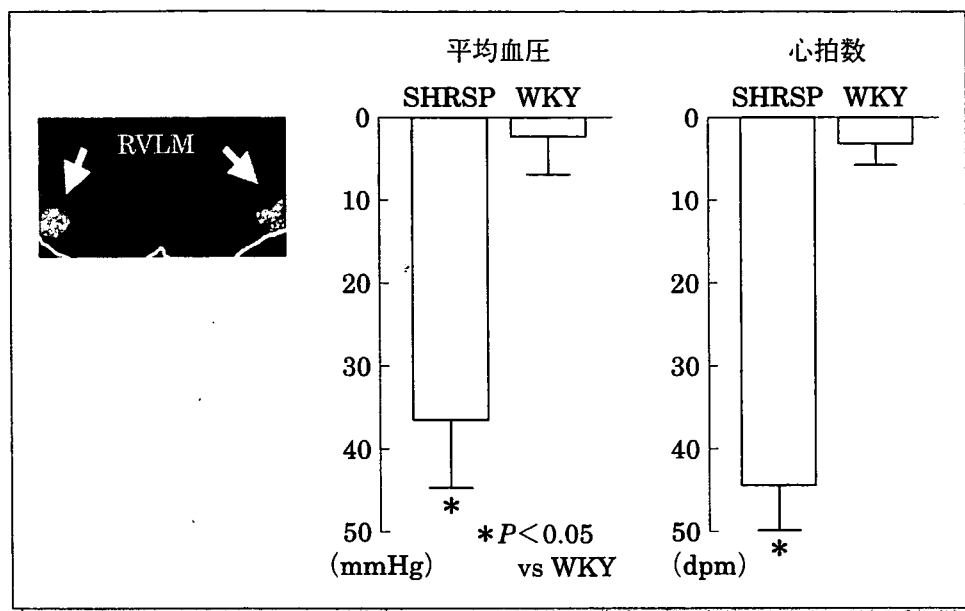 RVLM
平均血圧
SHRSP WKY
0
10
20
30
40
50
(mmHg)
*
*P<0.05
vs WKY
心拍数
SHRSP WKY
0
10
20
30
40
50
(dpm)
*